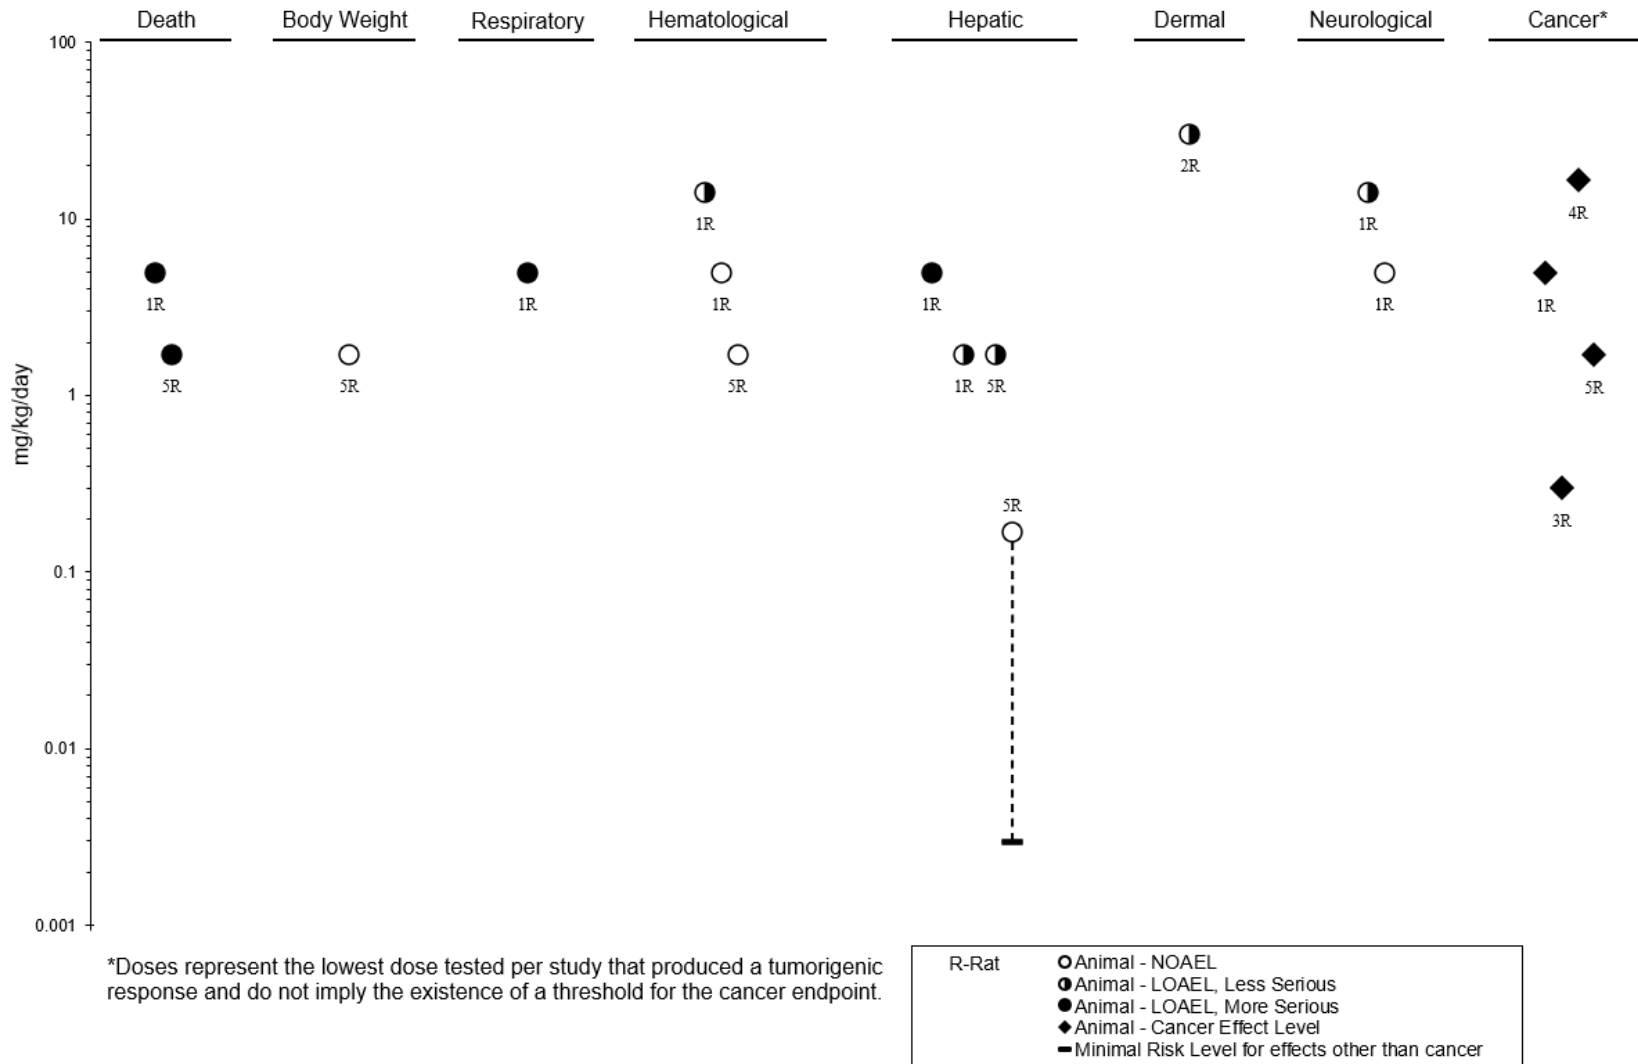 Death Body Weight Respiratory Hematological Hepatic Dermal Neurological Cancer*
100
2R
1R 1R 4R
10
1R 1R 1R 1R 1R 1R
5R 5R 5R 1R 5R 5R
1
mg/kg/day
5R 3R
0.1
0.01
0.001
*Doses represent the lowest dose tested per study that produced a tumorigenic
response and do not imply the existence of a threshold for the cancer endpoint.
R-Rat
Animal - NOAEL
Animal - LOAEL, Less Serious
Animal - LOAEL, More Serious
Animal - Cancer Effect Level
Minimal Risk Level for effects other than cancer